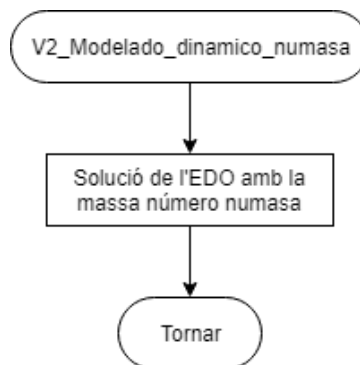 V2_Modelado_dinamico_numasa
Solució de l'EDO amb la
massa número numasa
Tornar